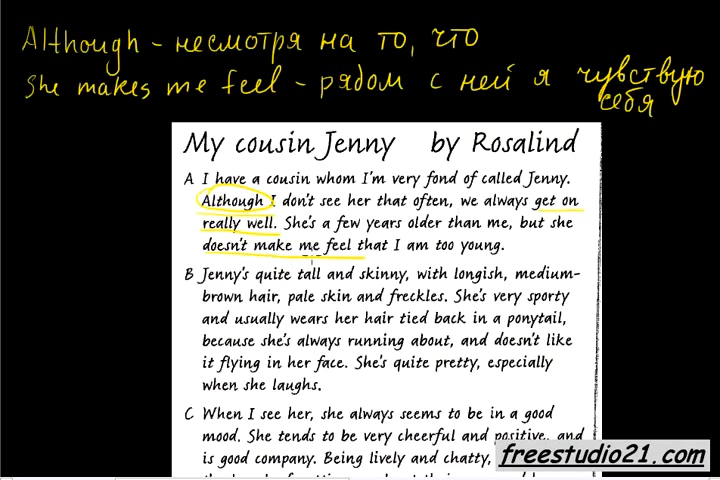 Although - несмотря на то, что
She makes me feel - рядом с ней я чувствую
себя
My cousin Jenny by Rosalind
A I have a cousin whom I'm very fond of called Jenny.
Although I don't see her that often, we always get on
really well. She's a few years older than me, but she
doesn't make me feel that I am too young.
B Jenny's quite tall and skinny, with longish, medium-
brown hair, pale skin and freckles. She's very sporty
and usually wears her hair tied back in a ponytail,
because she's always running about, and doesn't like
it flying in her face. She's quite pretty, especially
when she laughs.
C When I see her, she always seems to be in a good
mood. She tends to be very cheerful and positive, and
is good company. Being lively and chatty,
freestudio21.com